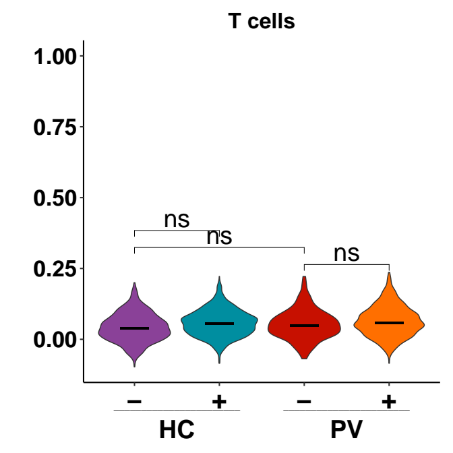 T cells
1.00
0.75
0.50
ns
ns
ns
0.25
0.00
− + − +
HC PV